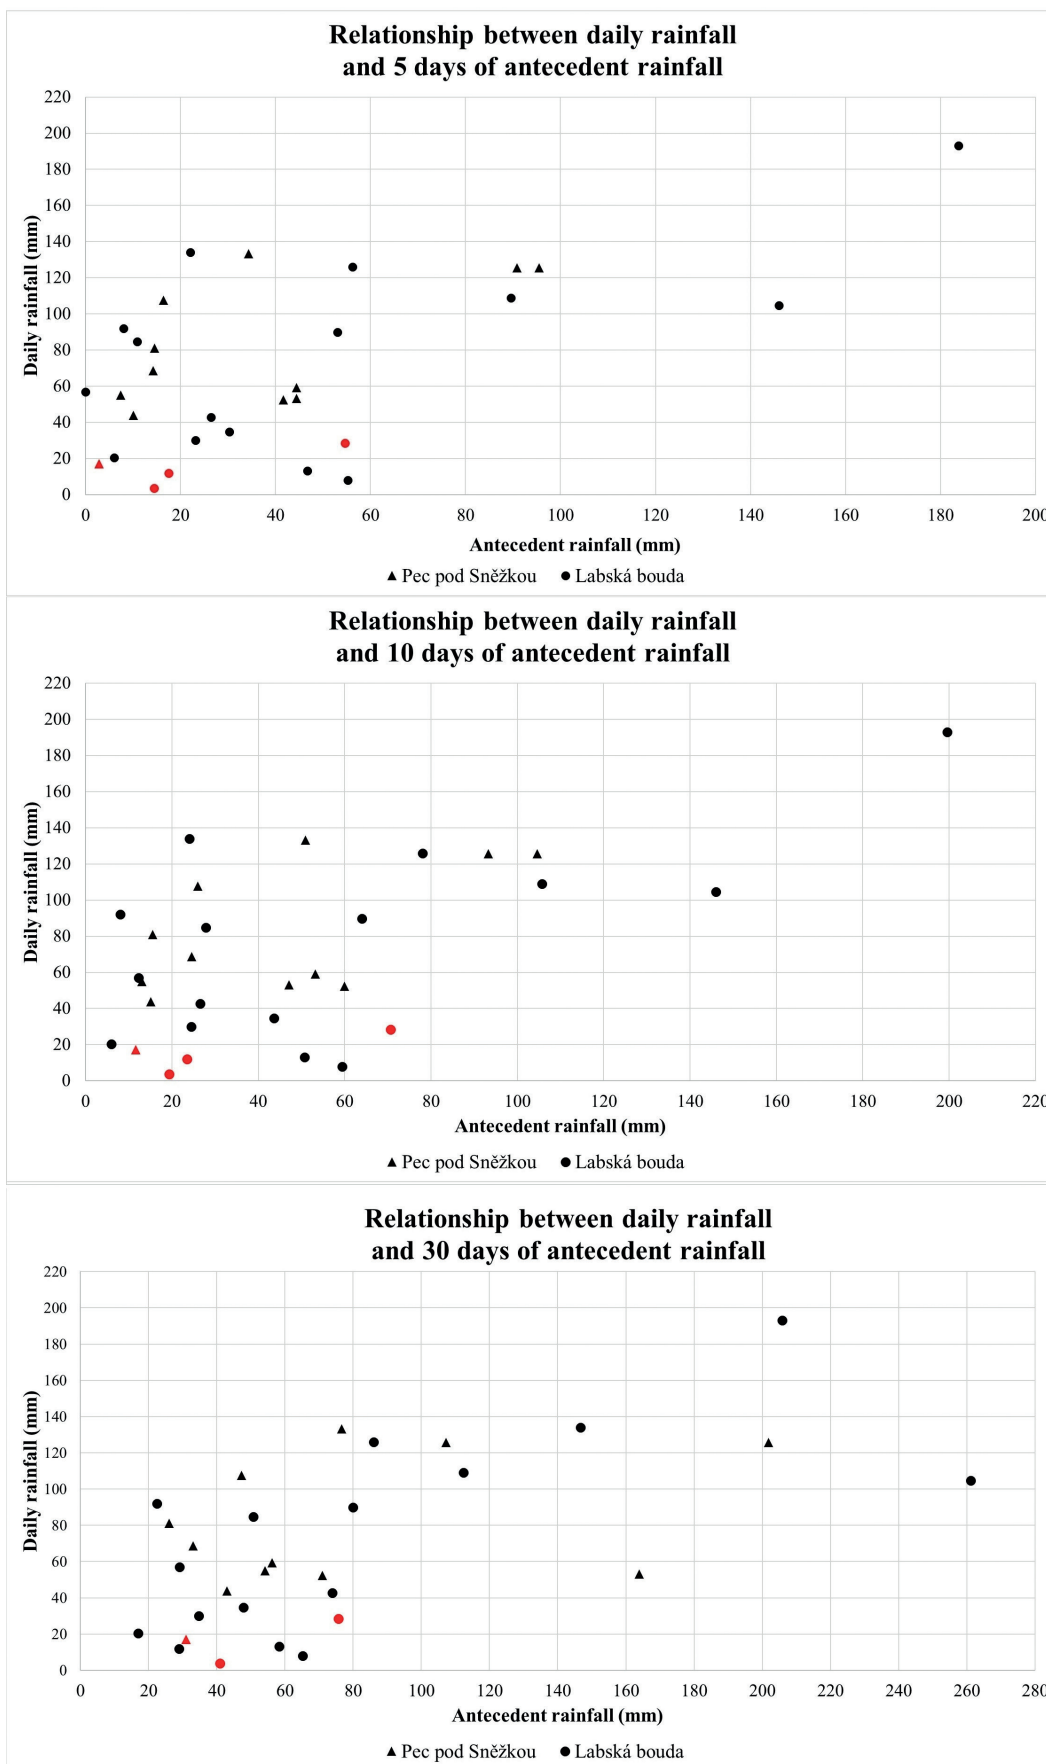 Relationship between daily rainfall
and 5 days of antecedent rainfall
Daily rainfall (mm)
220
200
180
160
140
120
100
80
60
40
20
0
0 20 40 60 80 100 120 140 160 180 200
Antecedent rainfall (mm)
▲ Pec pod Sněžkou ● Labská bouda
Relationship between daily rainfall
and 10 days of antecedent rainfall
Daily rainfall (mm)
220
200
180
160
140
120
100
80
60
40
20
0
0 20 40 60 80 100 120 140 160 180 200 220
Antecedent rainfall (mm)
▲ Pec pod Sněžkou ● Labská bouda
Relationship between daily rainfall
and 30 days of antecedent rainfall
Daily rainfall (mm)
220
200
180
160
140
120
100
80
60
40
20
0
0 20 40 60 80 100 120 140 160 180 200 220 240 260 280
Antecedent rainfall (mm)
▲ Pec pod Sněžkou ● Labská bouda